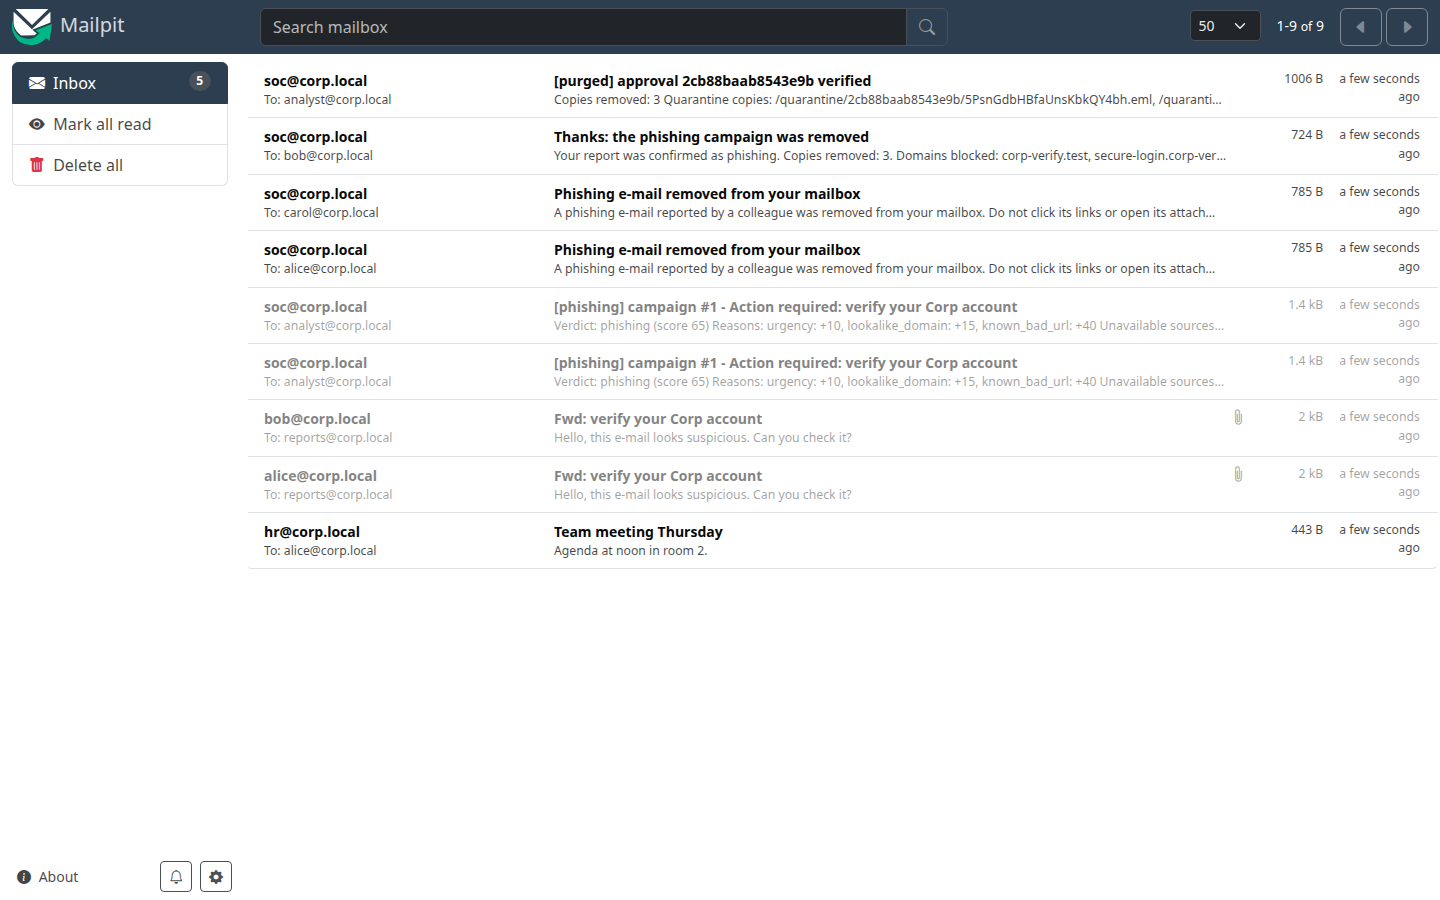 Mailpit
Search mailbox
50
1-9 of 9
Inbox
5
Mark all read
Delete all
soc@corp.local
To: analyst@corp.local
[purged] approval 2cb88baab8543e9b verified
Copies removed: 3 Quarantine copies: /quarantine/2cb88baab8543e9b/5PsnGdbHBfaUnsKbkQY4bh.eml, /quaranti...
1006 B
a few seconds
ago
soc@corp.local
To: bob@corp.local
Thanks: the phishing campaign was removed
Your report was confirmed as phishing. Copies removed: 3. Domains blocked: corp-verify.test, secure-login.corp-ver...
724 B
a few seconds
ago
soc@corp.local
To: carol@corp.local
Phishing e-mail removed from your mailbox
A phishing e-mail reported by a colleague was removed from your mailbox. Do not click its links or open its attach...
785 B
a few seconds
ago
soc@corp.local
To: alice@corp.local
Phishing e-mail removed from your mailbox
A phishing e-mail reported by a colleague was removed from your mailbox. Do not click its links or open its attach...
785 B
a few seconds
ago
soc@corp.local
To: analyst@corp.local
[phishing] campaign #1 - Action required: verify your Corp account
Verdict: phishing (score 65) Reasons: urgency: +10, lookalike_domain: +15, known_bad_url: +40 Unavailable sources...
1.4 kB
a few seconds
ago
soc@corp.local
To: analyst@corp.local
[phishing] campaign #1 - Action required: verify your Corp account
Verdict: phishing (score 65) Reasons: urgency: +10, lookalike_domain: +15, known_bad_url: +40 Unavailable sources...
1.4 kB
a few seconds
ago
bob@corp.local
To: reports@corp.local
Fwd: verify your Corp account
Hello, this e-mail looks suspicious. Can you check it?
2 kB
a few seconds
ago
alice@corp.local
To: reports@corp.local
Fwd: verify your Corp account
Hello, this e-mail looks suspicious. Can you check it?
2 kB
a few seconds
ago
hr@corp.local
To: alice@corp.local
Team meeting Thursday
Agenda at noon in room 2.
443 B
a few seconds
ago
About